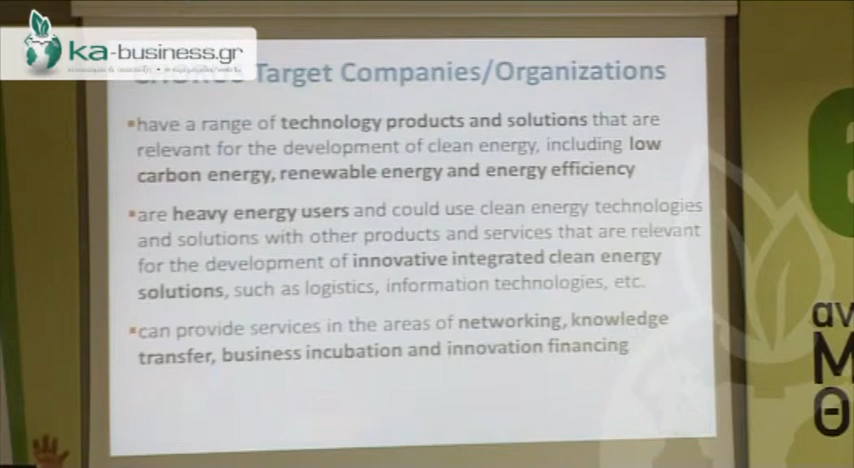 ka-business.gr
Target Companies/Organizations
▪have a range of technology products and solutions that are
relevant for the development of clean energy, including low
carbon energy, renewable energy and energy efficiency
▪are heavy energy users and could use clean energy technologies
and solutions with other products and services that are relevant
for the development of innovative integrated clean energy
solutions, such as logistics, information technologies, etc.
▪can provide services in the areas of networking, knowledge
transfer, business incubation and innovation financing
6
αν
Μ
Θ